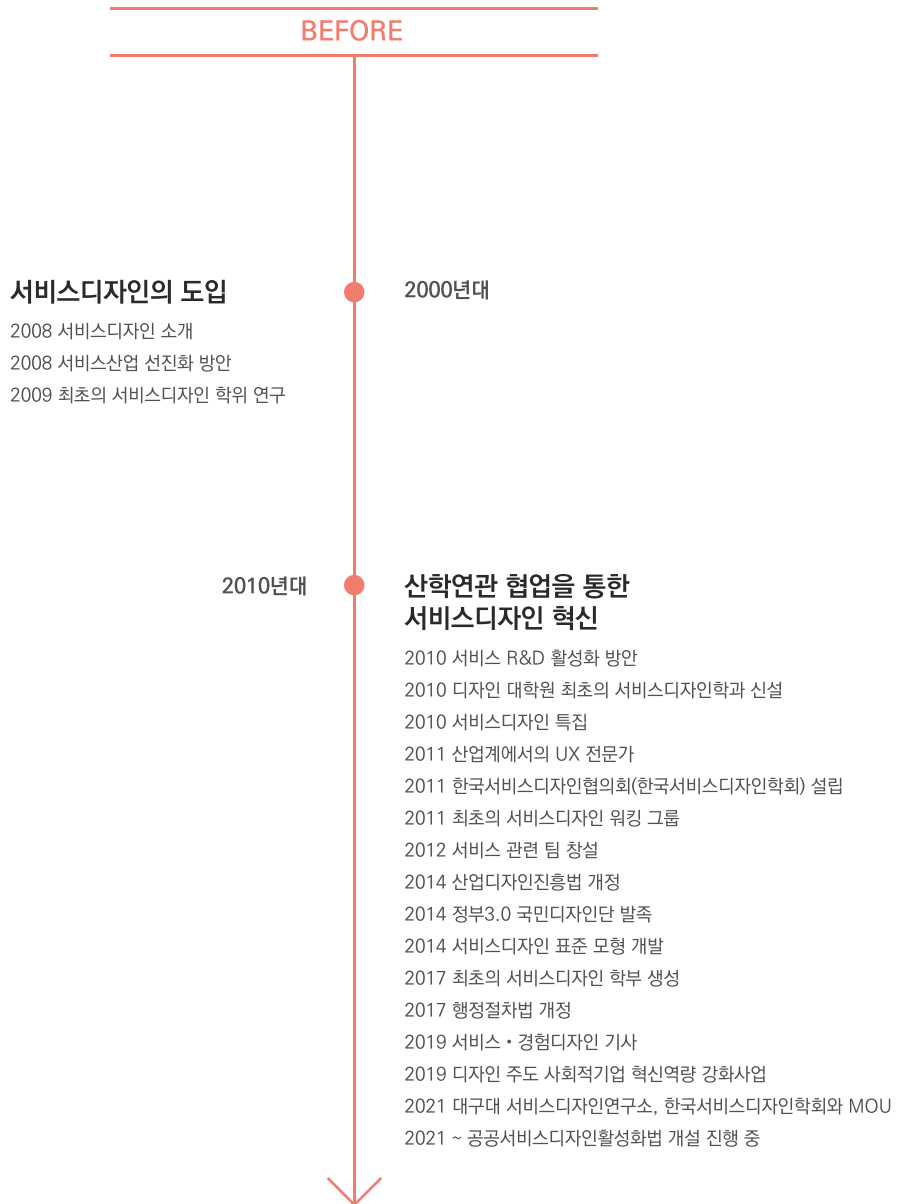 BEFORE
서비스디자인의 도입
2000년대
2008 서비스디자인 소개
2008 서비스산업 선진화 방안
2009 최초의 서비스디자인 학위 연구
2010년대
산학연관 협업을 통한
서비스디자인 혁신
2010 서비스 R&D 활성화 방안
2010 디자인 대학원 최초의 서비스디자인학과 신설
2010 서비스디자인 특집
2011 산업계에서의 UX 전문가
2011 한국서비스디자인협의회(한국서비스디자인학회) 설립
2011 최초의 서비스디자인 워킹 그룹
2012 서비스 관련 팀 창설
2014 산업디자인진흥법 개정
2014 정부3.0 국민디자인단 발족
2014 서비스디자인 표준 모형 개발
2017 최초의 서비스디자인 학부 생성
2017 행정절차법 개정
2019 서비스・경험디자인 기사
2019 디자인 주도 사회적기업 혁신역량 강화사업
2021 대구대 서비스디자인연구소, 한국서비스디자인학회와 MOU
2021 ~ 공공서비스디자인활성화법 개설 진행 중